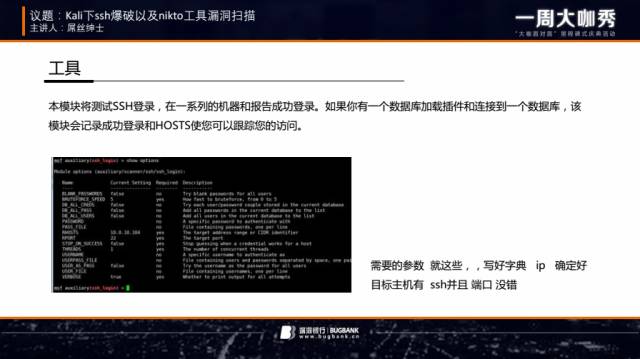 议题：Kali下ssh爆破以及nikto工具漏洞扫描
主讲人：屌丝绅士
一周大咖秀
工具
本模块将测试SSH登录，在一系列的机器和报告成功登录。如果你有一个数据库加载插件和连接到一个数据库，该
模块会记录成功登录和HOSTS使您可以跟踪您的访问。
msf auxiliary(ssh_login) > show options
Module options (auxiliary/scanner/ssh/ssh_login):
Name Current Setting Required Description
BLANK_PASSWORDS false no Try blank passwords for all users
BRUTEFORCE_SPEED 5 yes How fast to bruteforce, from 0 to 5
DB_ALL_CREDS false no Try each user/password couple stored in the current database
DB_ALL_PASS false no Add all passwords in the current database to the list
DB_ALL_USERS false no Add all users in the current database to the list
PASSWORD no A specific password to authenticate with
PASS_FILE no File containing passwords, one per line
RHOSTS 10.0.10.104 yes The target address range or CIDR identifier
RPORT 22 yes The target port
STOP_ON_SUCCESS false yes Stop guessing when a credential works for a host
THREADS 1 yes The number of concurrent threads
USERNAME no A specific username to authenticate as
USERPASS_FILE no File containing users and passwords separated by space, one pai
USER_AS_PASS false no Try the username as the password for all users
USER_FILE no File containing usernames, one per line
VERBOSE true yes Whether to print output for all attempts
msf auxiliary(ssh_login) >
需要的参数 就这些，，写好字典 ip 确定好
目标主机有 ssh并且 端口 没错
漏洞银行 BUGBANK
www.bugbank.cn